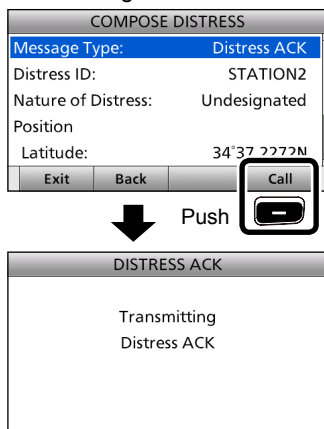 COMPOSE DISTRESS
Message Type: Distress ACK
Distress ID: STATION2
Nature of Distress: Undesignated
Position
Latitude: 34°37.2272N
Exit Back Call
Push
DISTRESS ACK
Transmitting
Distress ACK